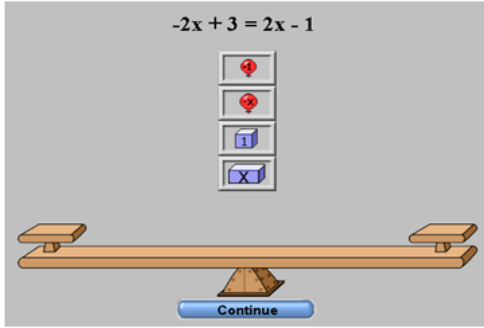 -2x + 3 = 2x - 1
-1
-x
1
X
Continue